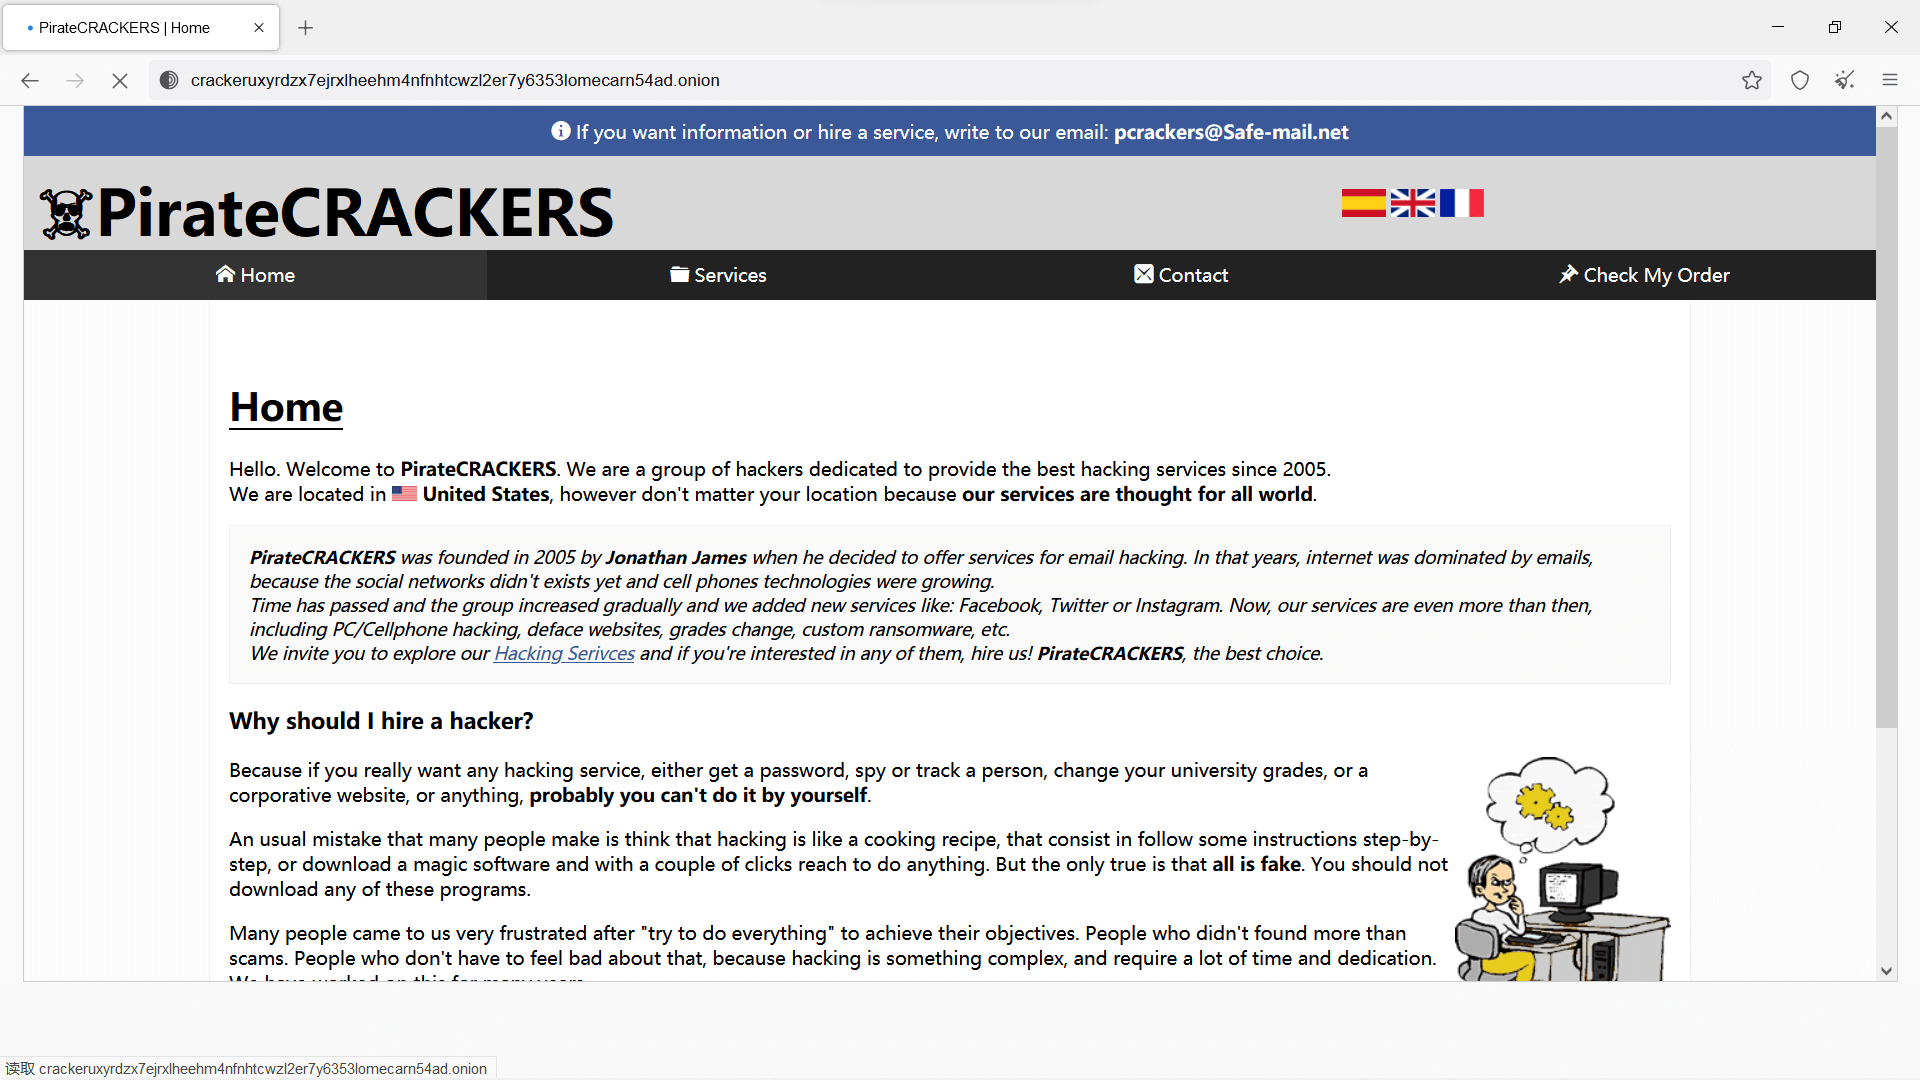 PirateCRACKERS | Home
crackeruxyrdzx7ejrxlheehm4nfnhtcwzl2er7y6353lomecarn54ad.onion
If you want information or hire a service, write to our email: pcrackers@Safe-mail.net
PirateCRACKERS
Home
Services
Contact
Check My Order
Home
Hello. Welcome to PirateCRACKERS. We are a group of hackers dedicated to provide the best hacking services since 2005.
We are located in United States, however don't matter your location because our services are thought for all world.
PirateCRACKERS was founded in 2005 by Jonathan James when he decided to offer services for email hacking. In that years, internet was dominated by emails,
because the social networks didn't exists yet and cell phones technologies were growing.
Time has passed and the group increased gradually and we added new services like: Facebook, Twitter or Instagram. Now, our services are even more than then,
including PC/Cellphone hacking, deface websites, grades change, custom ransomware, etc.
We invite you to explore our Hacking Serivces and if you're interested in any of them, hire us! PirateCRACKERS, the best choice.
Why should I hire a hacker?
Because if you really want any hacking service, either get a password, spy or track a person, change your university grades, or a
corporative website, or anything, probably you can't do it by yourself.
An usual mistake that many people make is think that hacking is like a cooking recipe, that consist in follow some instructions step-by-
step, or download a magic software and with a couple of clicks reach to do anything. But the only true is that all is fake. You should not
download any of these programs.
Many people came to us very frustrated after "try to do everything" to achieve their objectives. People who didn't found more than
scams. People who don't have to feel bad about that, because hacking is something complex, and require a lot of time and dedication.
We have worked on this for many years
读取 crackeruxyrdzx7ejrxlheehm4nfnhtcwzl2er7y6353lomecarn54ad.onion